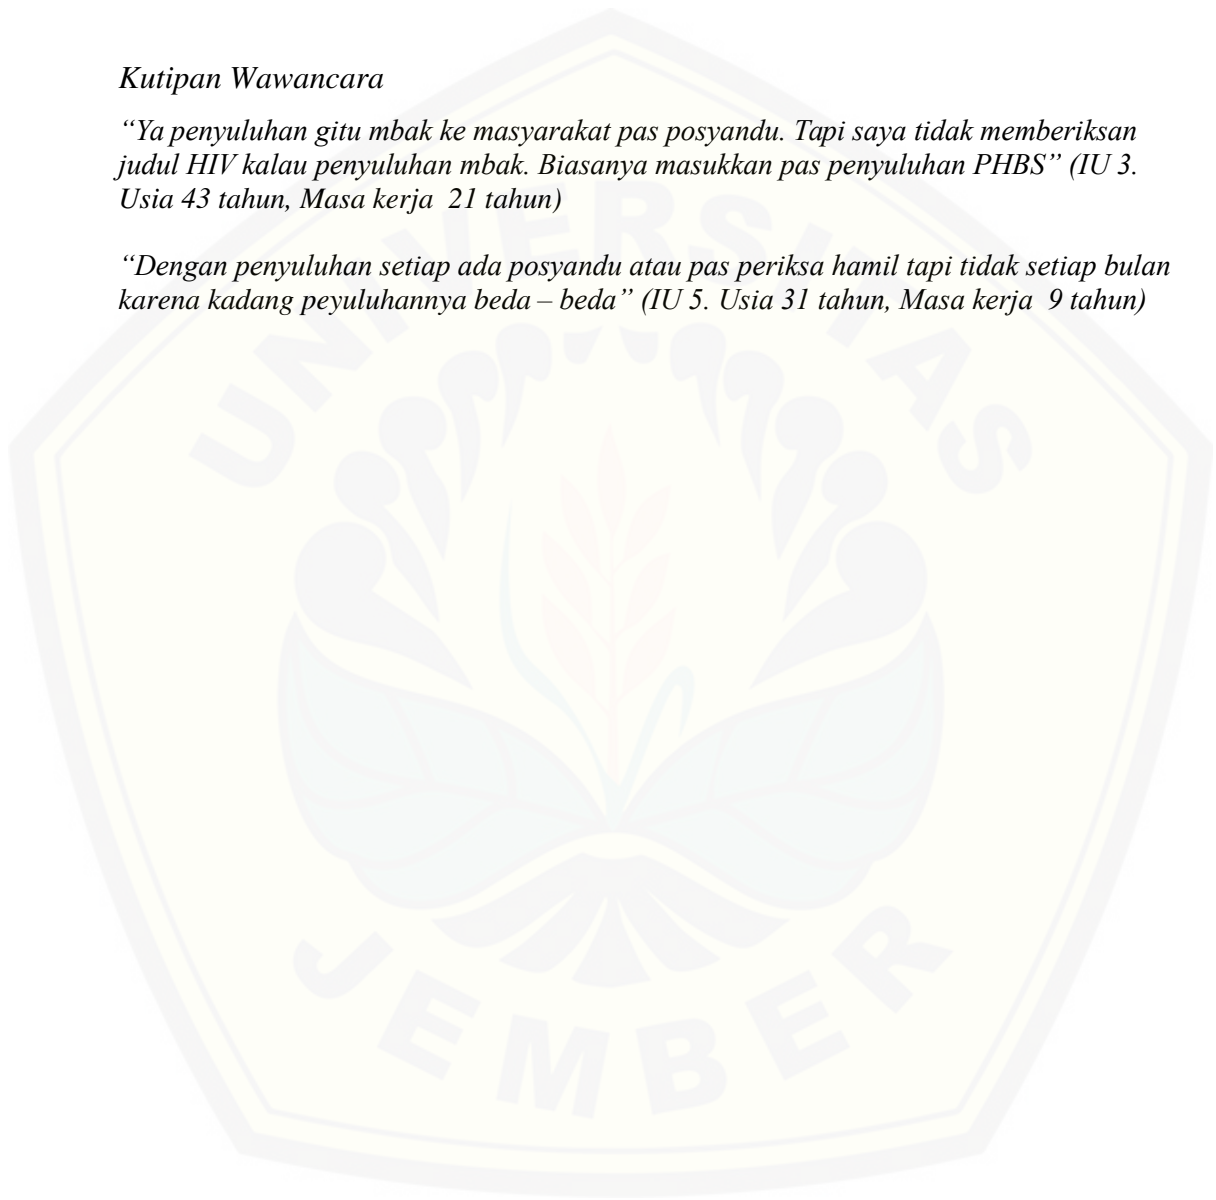 Kutipan Wawancara
“Ya penyuluhan gitu mbak ke masyarakat pas posyandu. Tapi saya tidak memberiksan
judul HIV kalau penyuluhan mbak. Biasanya masukkan pas penyuluhan PHBS” (IU 3.
Usia 43 tahun, Masa kerja  21 tahun)
“Dengan penyuluhan setiap ada posyandu atau pas periksa hamil tapi tidak setiap bulan
karena kadang peyuluhannya beda – beda” (IU 5. Usia 31 tahun, Masa kerja  9 tahun)
UNIVERSITAS
JEMBER